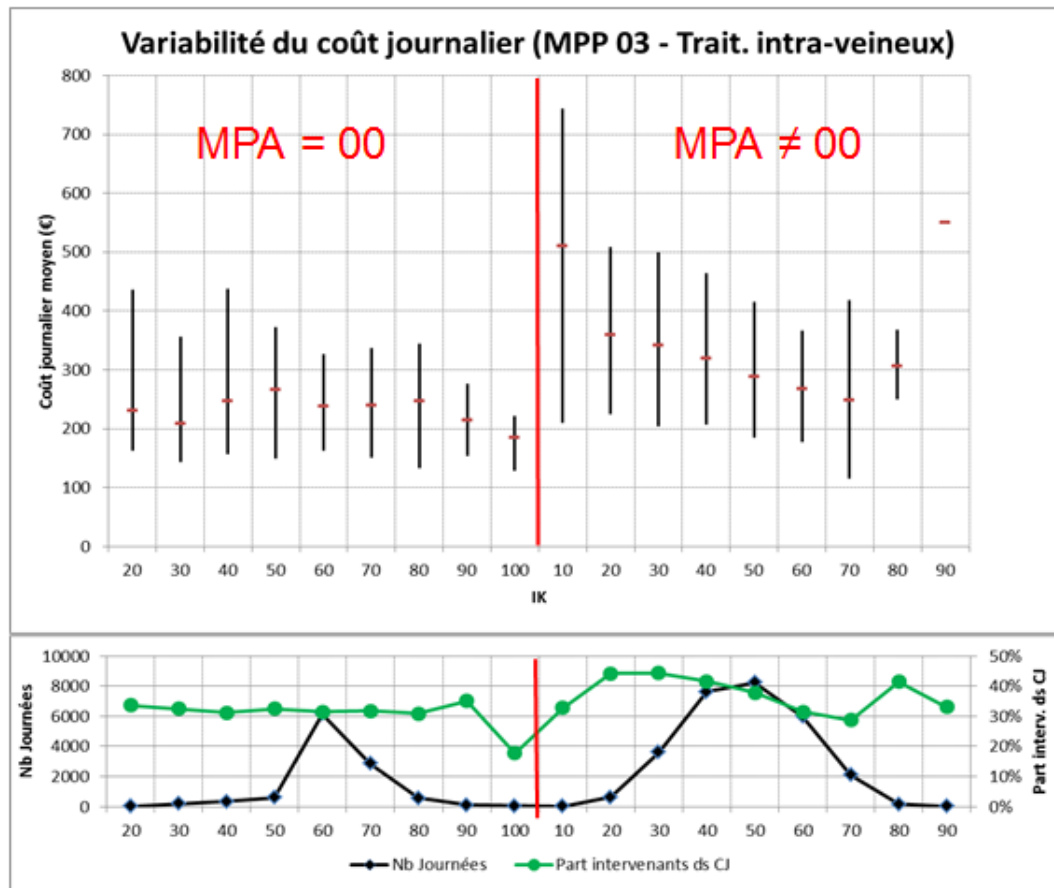 Variabilité du coût journalier (MPP 03 - Trait. intra-veineux)
MPA = 00
MPA ≠ 00
Coût journalier moyen (€)
800
700
600
500
400
300
200
100
0
20 30 40 50 60 70 80 90 100 10 20 30 40 50 60 70 80 90
IK
Nb Journées
10000
8000
6000
4000
2000
0
50%
40%
30%
20%
10%
0%
Part interv. ds CJ
20 30 40 50 60 70 80 90 100 10 20 30 40 50 60 70 80 90
Nb Journées Part intervenants ds CJ